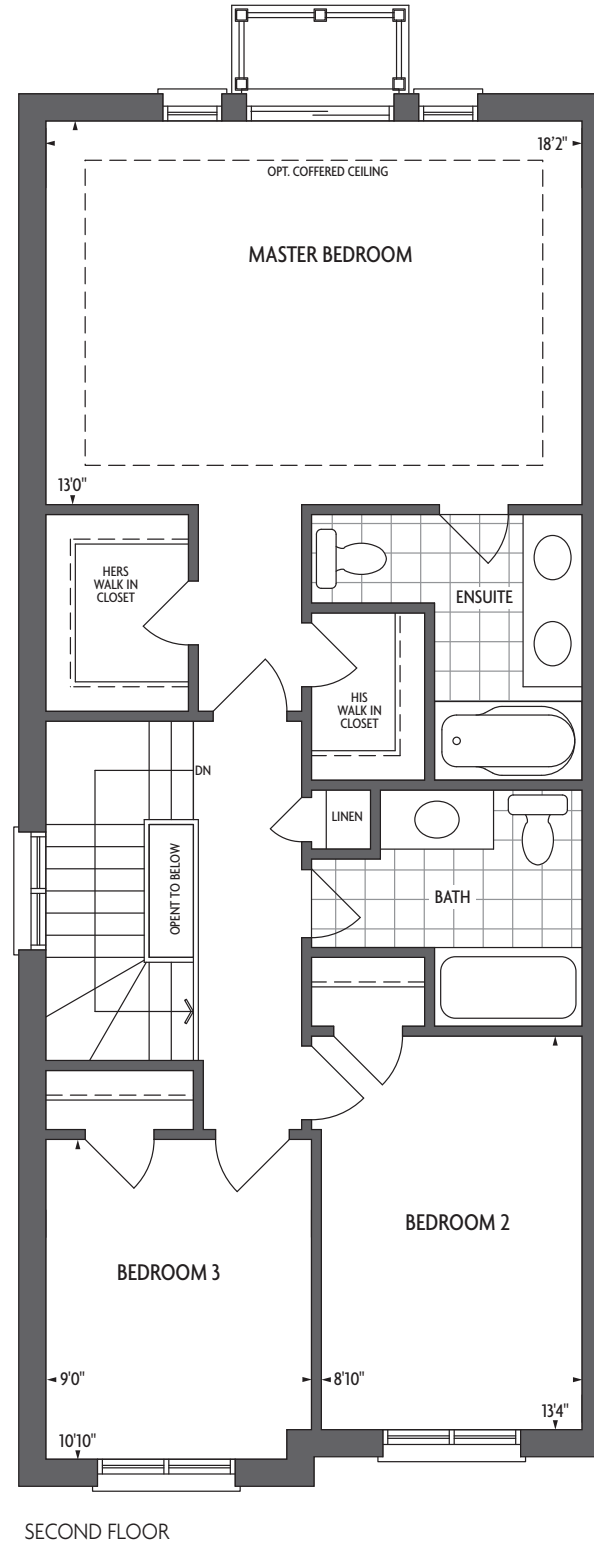 18'2"
OPT. COFFERED CEILING
MASTER BEDROOM
13'0"
HERS
WALK IN
CLOSET
ENSUITE
HIS
WALK IN
CLOSET
DN
LINEN
OPENT TO BELOW
BATH
BEDROOM 2
BEDROOM 3
9'0"
8'10"
13'4"
10'10"
SECOND FLOOR